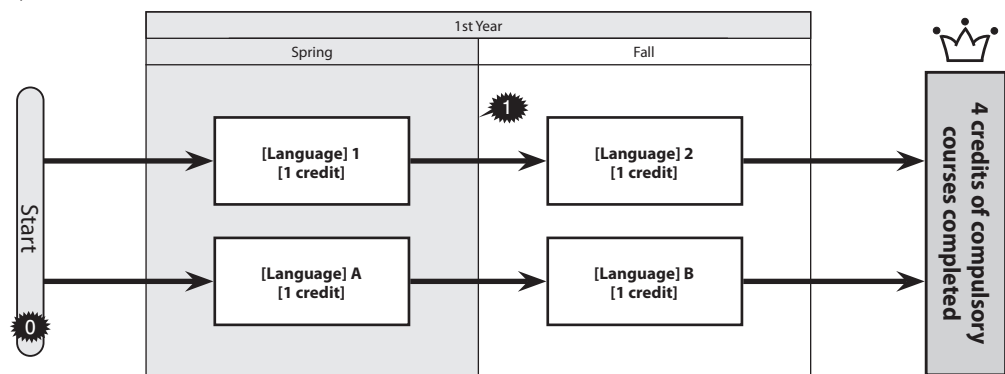 1st Year
Spring
Fall
1
[Language] 1
[1 credit]
[Language] 2
[1 credit]
Start
[Language] A
[1 credit]
[Language] B
[1 credit]
0
4 credits of compulsory
courses completed